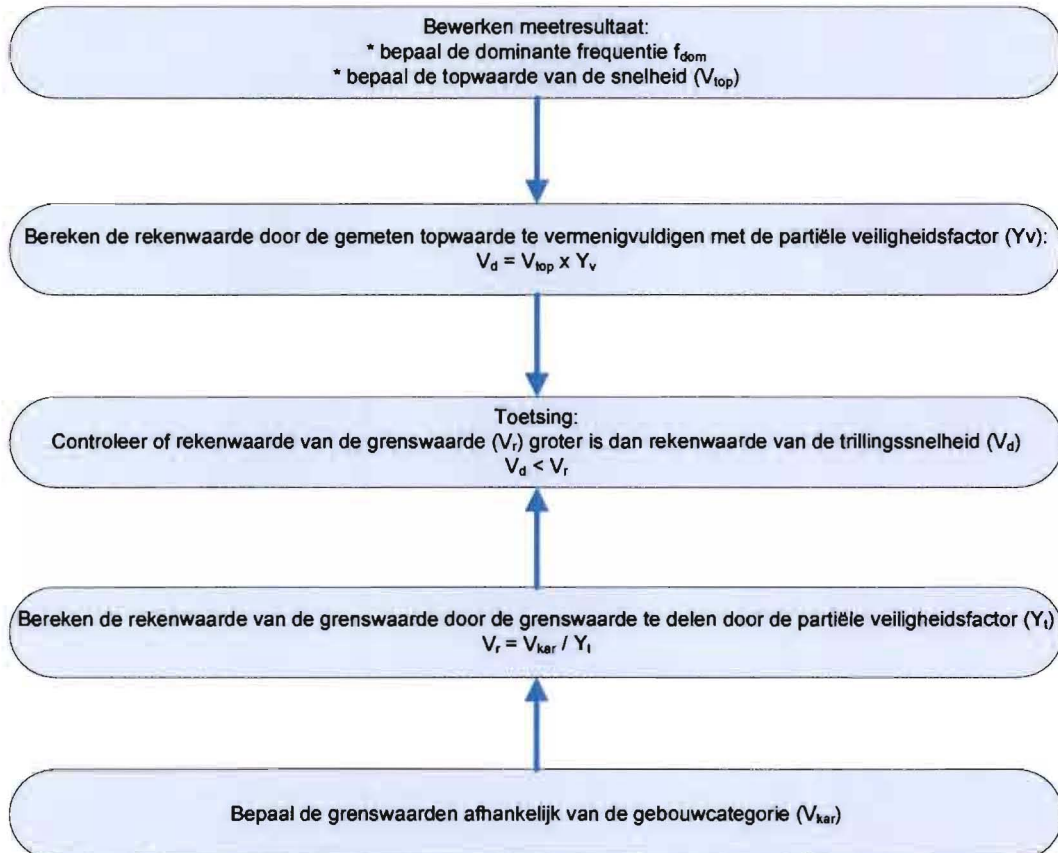 Bewerken meetresultaat:
* bepaal de dominante frequentie f_dom
* bepaal de topwaarde van de snelheid (V_top)
Bereken de rekenwaarde door de gemeten topwaarde te vermenigvuldigen met de partiële veiligheidsfactor (Yv):
V_d = V_top x Y_v
Toetsing:
Controleer of rekenwaarde van de grenswaarde (V_r) groter is dan rekenwaarde van de trillingssnelheid (V_d)
V_d < V_r
Bereken de rekenwaarde van de grenswaarde door de grenswaarde te delen door de partiële veiligheidsfactor (Y_t)
V_r = V_kar / Y_t
Bepaal de grenswaarden afhankelijk van de gebouwcategorie (V_kar)